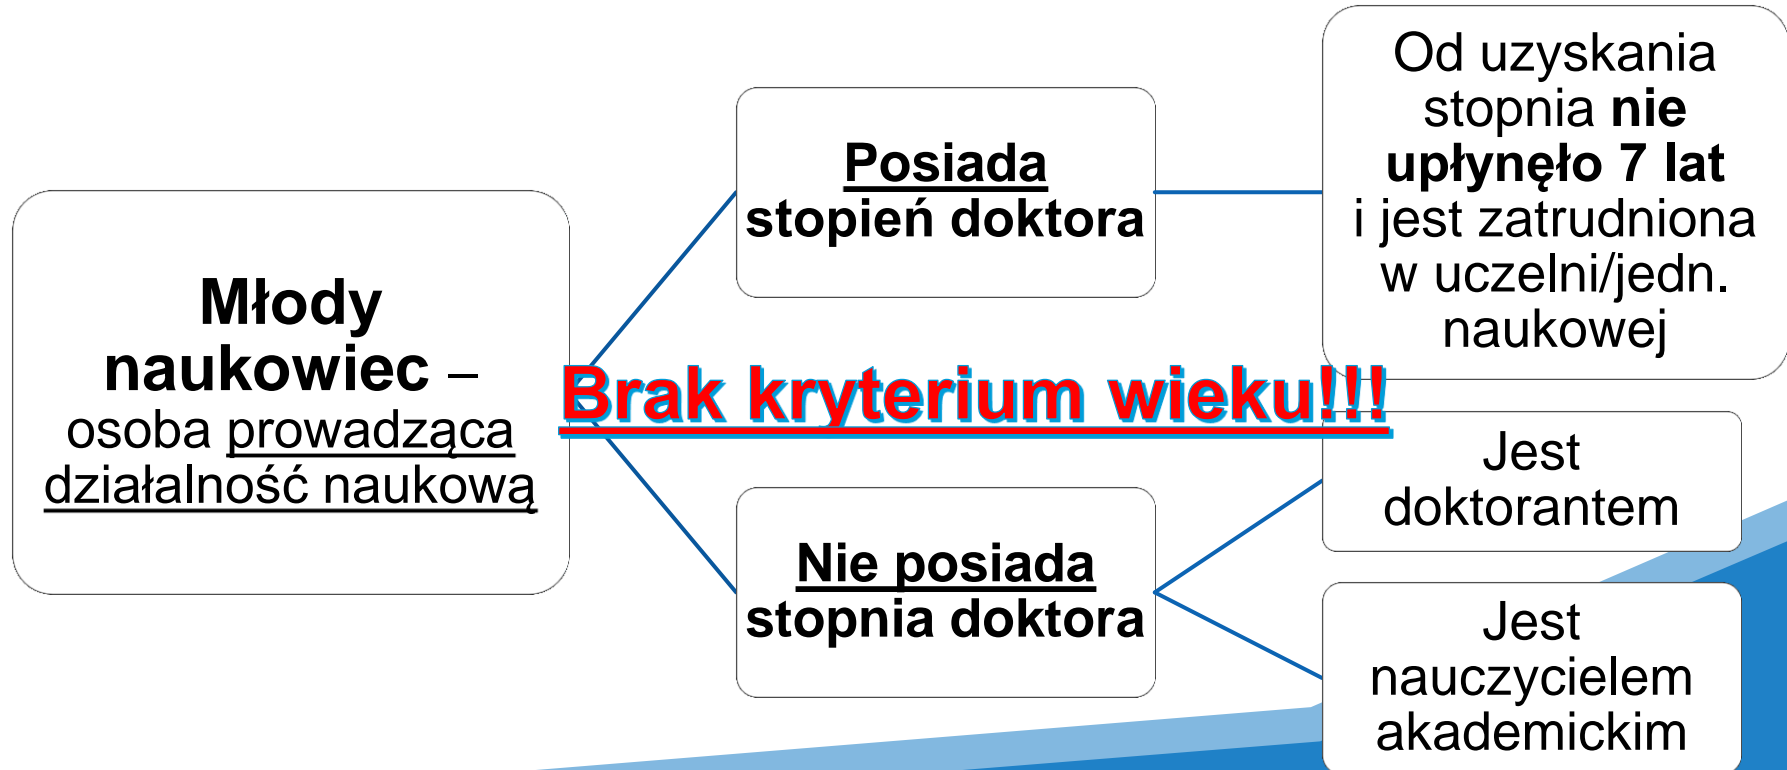 Młody
naukowiec –
osoba prowadząca
działalność naukową
Posiada
stopień doktora
Od uzyskania
stopnia nie
upłynęło 7 lat
i jest zatrudniona
w uczelni/jedn.
naukowej
Brak kryterium wieku!!!
Nie posiada
stopnia doktora
Jest
doktorantem
Jest
nauczycielem
akademickim